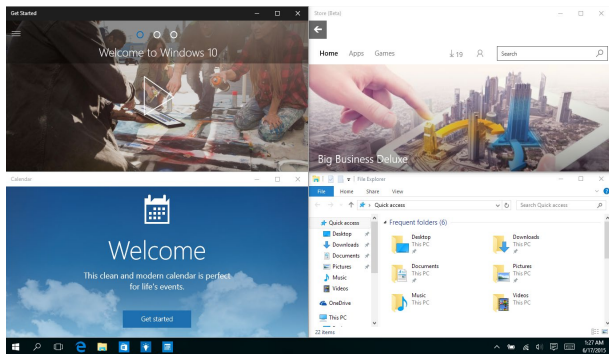 Get Started
Welcome to Windows 10
Store (Beta)
Home Apps Games
19
Search
Big Business Deluxe
Calendar
Welcome
This clean and modern calendar is perfect
for life's events.
Get started
File Explorer
File Home Share View
Quick access
Search Quick access
Quick access
Desktop
Downloads
Documents
Pictures
Music
Videos
OneDrive
This PC
22 items
Frequent folders (6)
Desktop
This PC
Downloads
This PC
Documents
This PC
Pictures
This PC
Music
This PC
Videos
This PC
1:27 AM
6/17/2015